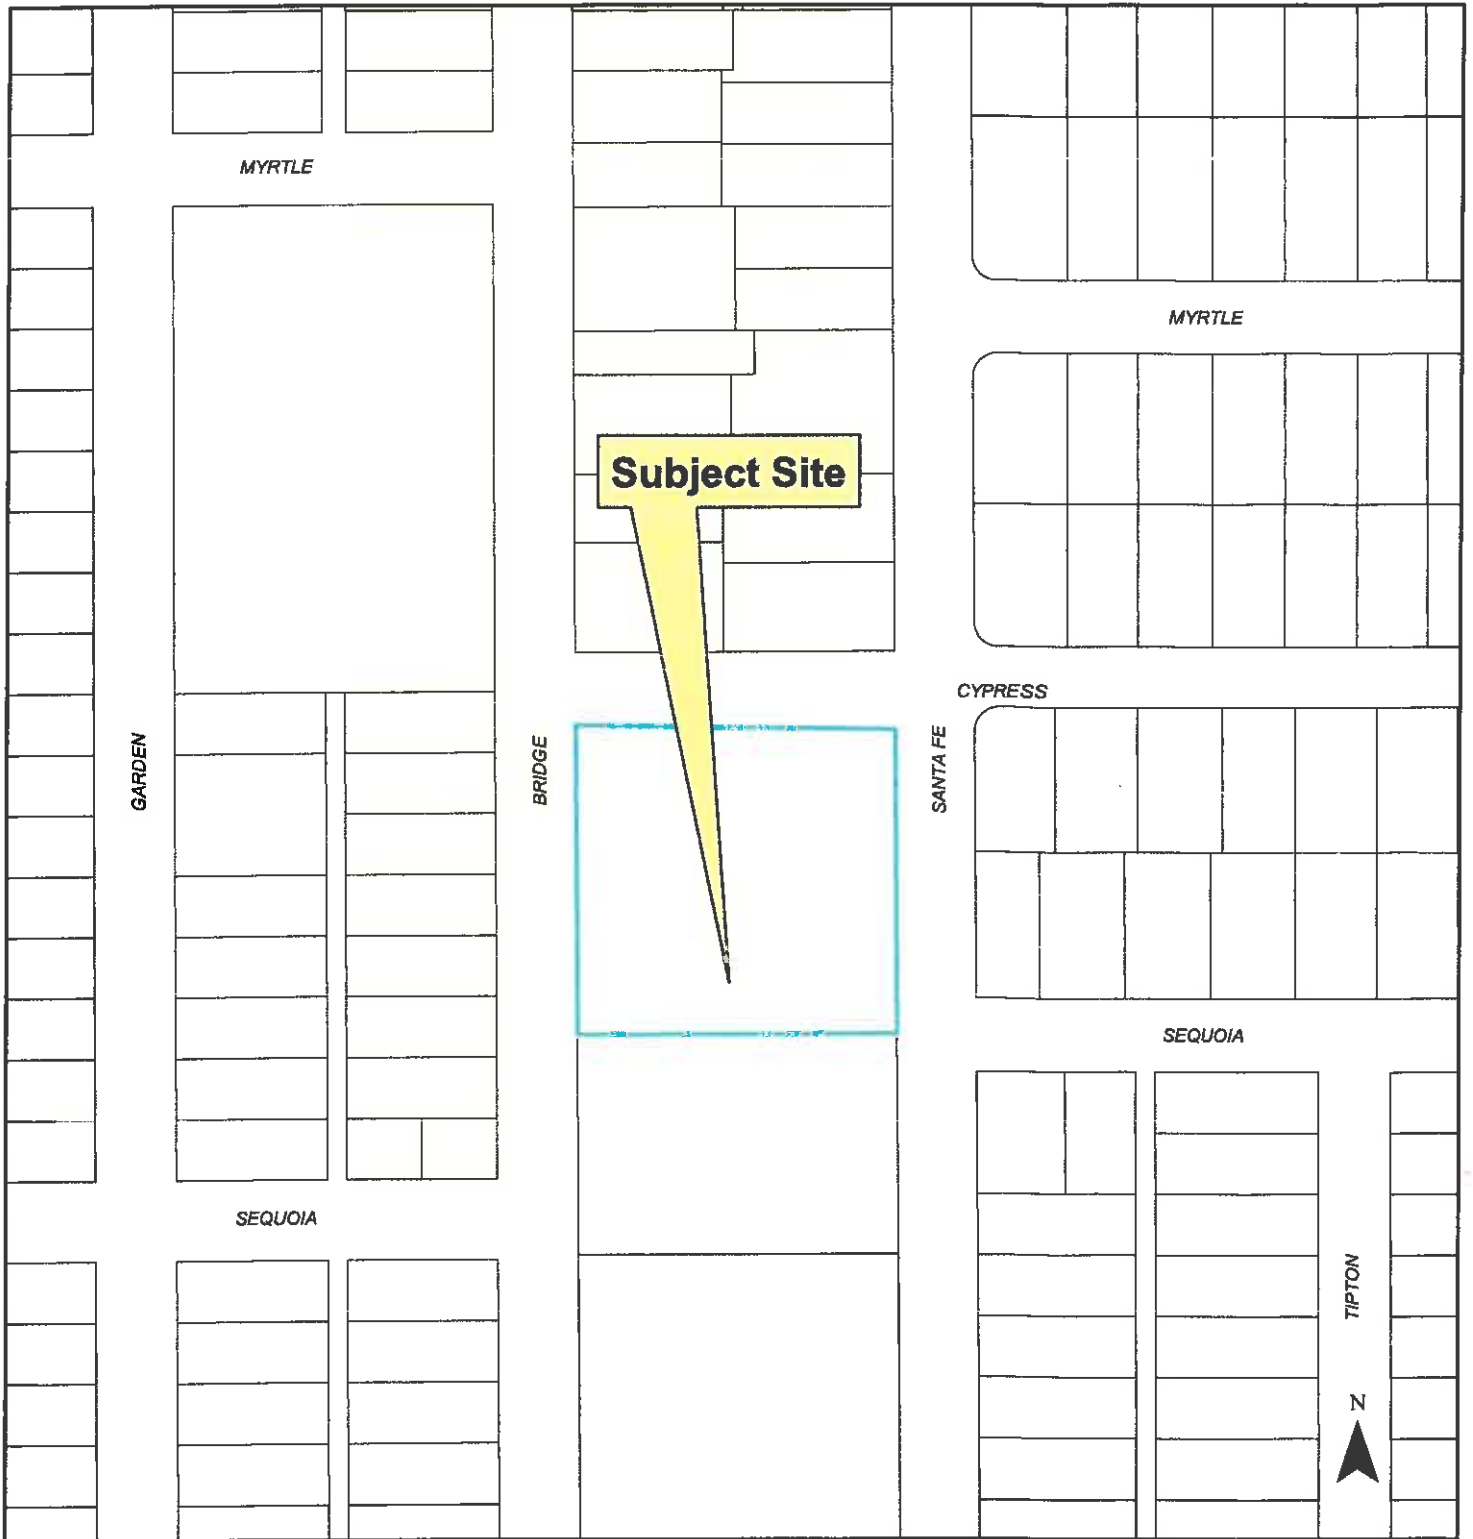 MYRTLE
MYRTLE
Subject Site
CYPRESS
GARDEN
BRIDGE
SANTA FE
SEQUOIA
SEQUOIA
TIPTON
N